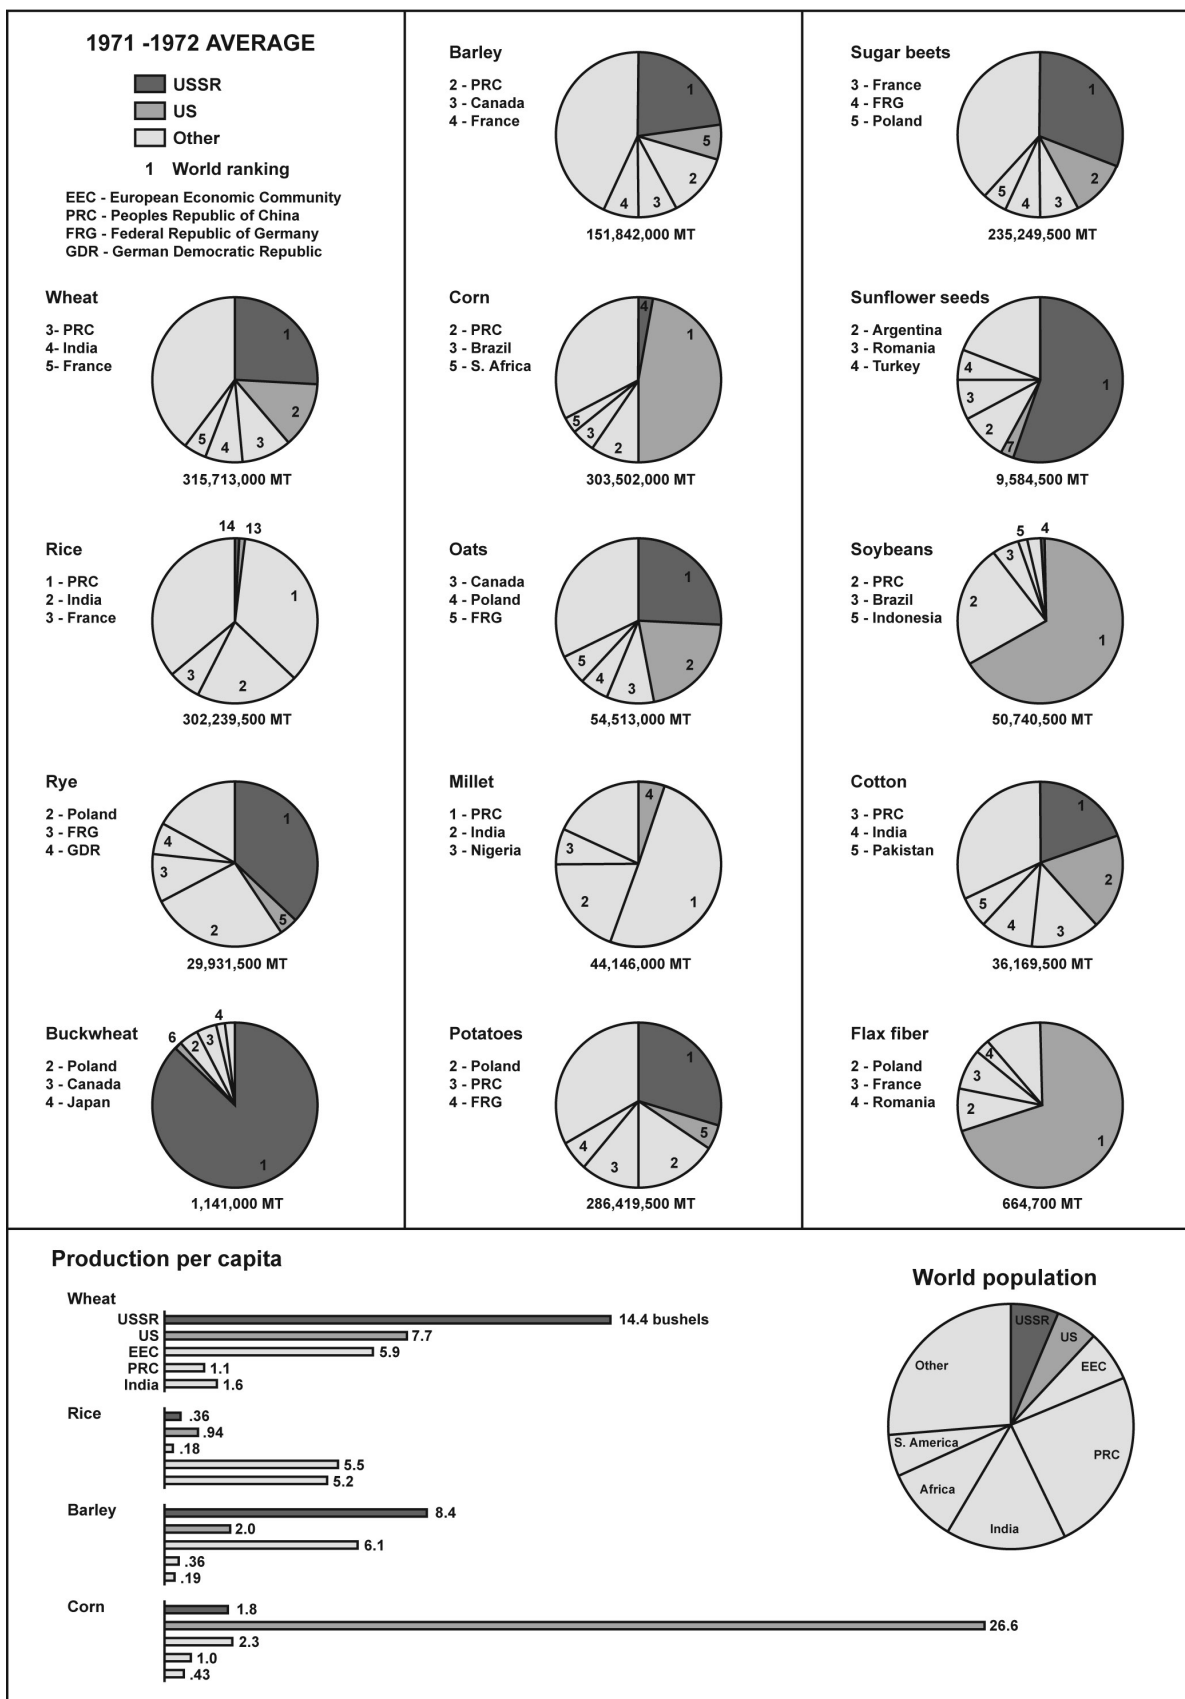 1971 -1972 AVERAGE
USSR
US
Other
1 World ranking
EEC - European Economic Community
PRC - Peoples Republic of China
FRG - Federal Republic of Germany
GDR - German Democratic Republic
Wheat
3- PRC
4- India
5- France
1
2
3
4
5
315,713,000 MT
Rice
1 - PRC
2 - India
3 - France
14
13
1
2
3
302,239,500 MT
Rye
2 - Poland
3 - FRG
4 - GDR
1
5
2
3
4
29,931,500 MT
Buckwheat
2 - Poland
3 - Canada
4 - Japan
6
2
3
4
1
1,141,000 MT
Barley
2 - PRC
3 - Canada
4 - France
1
5
2
3
4
151,842,000 MT
Corn
2 - PRC
3 - Brazil
5 - S. Africa
4
1
2
3
5
303,502,000 MT
Oats
3 - Canada
4 - Poland
5 - FRG
1
2
3
4
5
54,513,000 MT
Millet
1 - PRC
2 - India
3 - Nigeria
4
1
2
3
44,146,000 MT
Potatoes
2 - Poland
3 - PRC
4 - FRG
1
5
2
3
4
286,419,500 MT
Sugar beets
3 - France
4 - FRG
5 - Poland
1
2
3
4
5
235,249,500 MT
Sunflower seeds
2 - Argentina
3 - Romania
4 - Turkey
1
7
2
3
4
9,584,500 MT
Soybeans
2 - PRC
3 - Brazil
5 - Indonesia
5
4
3
2
1
50,740,500 MT
Cotton
3 - PRC
4 - India
5 - Pakistan
1
2
3
4
5
36,169,500 MT
Flax fiber
2 - Poland
3 - France
4 - Romania
4
3
2
1
664,700 MT
Production per capita
Wheat
USSR 14.4 bushels
US 7.7
EEC 5.9
PRC 1.1
India 1.6
Rice
.36
.94
.18
5.5
5.2
Barley
8.4
2.0
6.1
.36
.19
Corn
1.8
26.6
2.3
1.0
.43
World population
USSR
US
EEC
PRC
India
Africa
S. America
Other